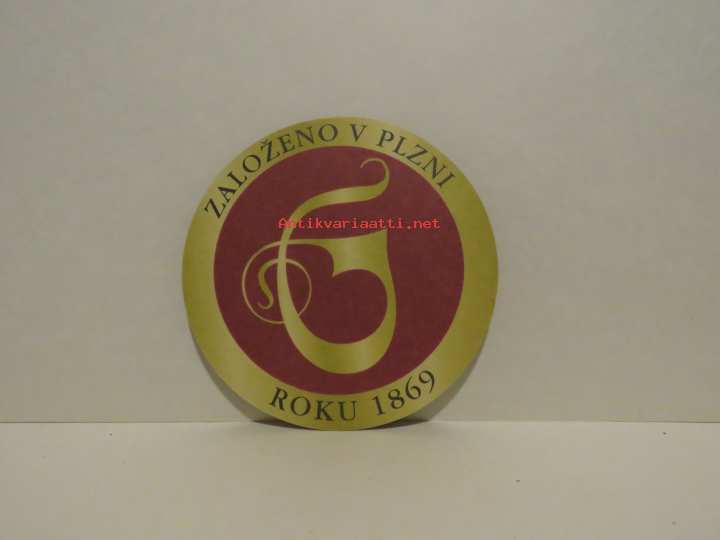 ZALOŽENO V PLZNI
Antikvariaatti.net
ROKU 1869